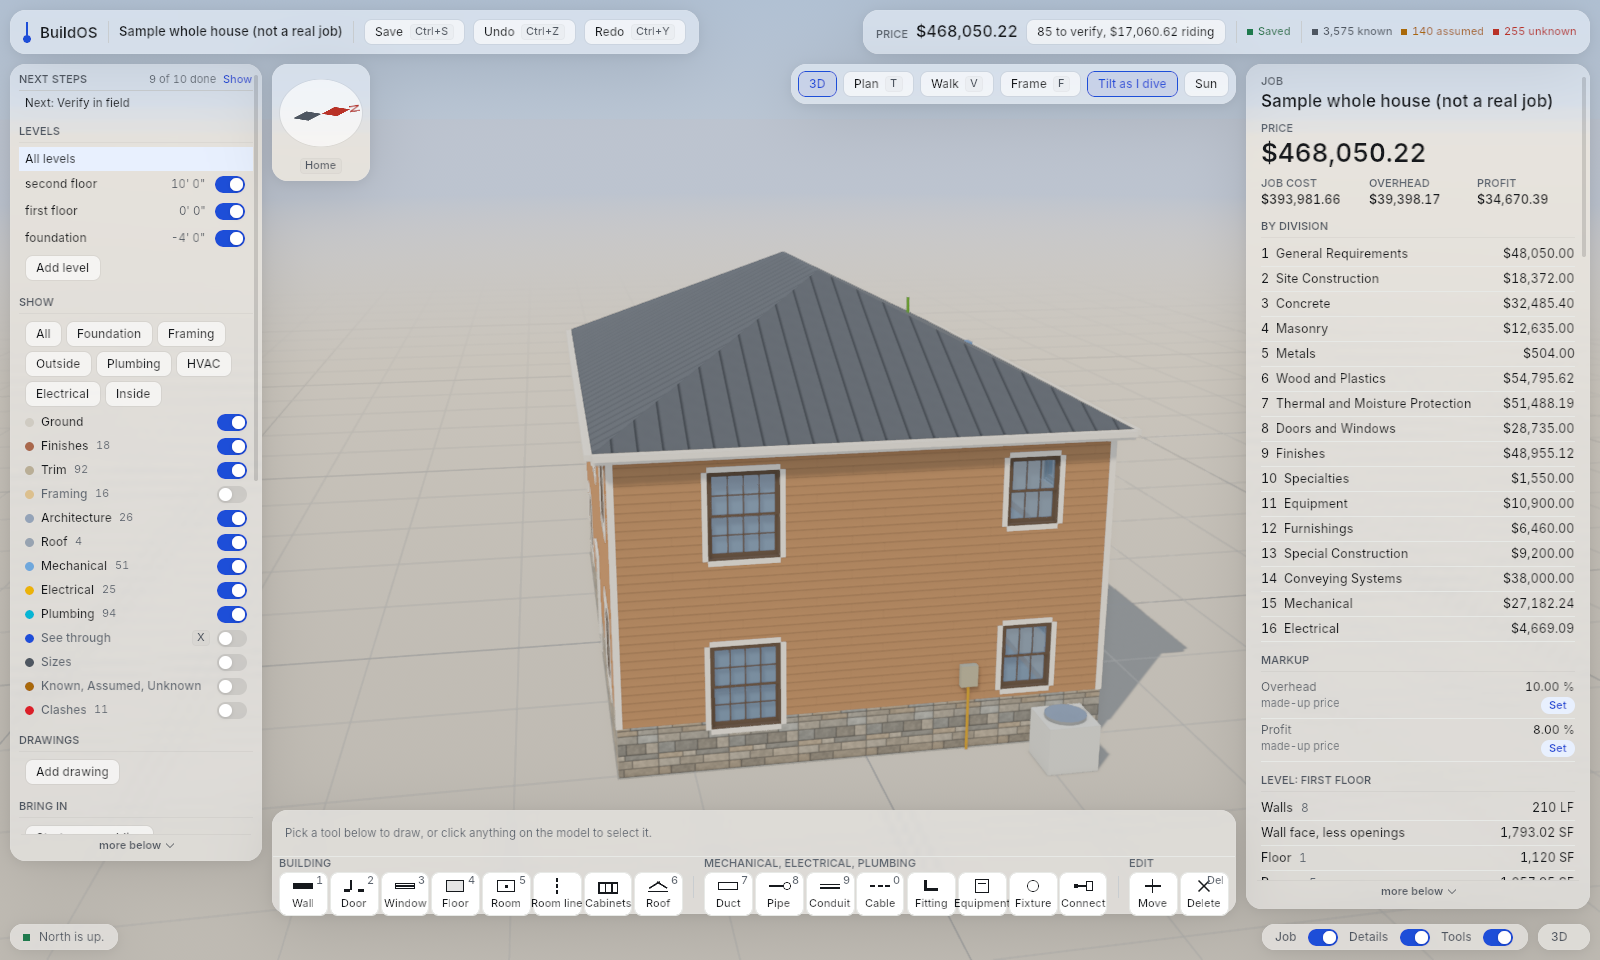 BuildOS
Sample whole house (not a real job)
Save Ctrl+S
Undo Ctrl+Z
Redo Ctrl+Y
PRICE $468,050.22
85 to verify, $17,060.62 riding
Saved
3,575 known
140 assumed
255 unknown
NEXT STEPS 9 of 10 done Show
Next: Verify in field
LEVELS
All levels
second floor 10' 0"
first floor 0' 0"
foundation -4' 0"
Add level
SHOW
All Foundation Framing
Outside Plumbing HVAC
Electrical Inside
Ground
Finishes 18
Trim 92
Framing 16
Architecture 26
Roof 4
Mechanical 51
Electrical 25
Plumbing 94
See through X
Sizes
Known, Assumed, Unknown
Clashes 11
DRAWINGS
Add drawing
BRING IN
more below
North is up.
N
Home
3D
Plan T
Walk V
Frame F
Tilt as I dive
Sun
Pick a tool below to draw, or click anything on the model to select it.
BUILDING
1 Wall
2 Door
3 Window
4 Floor
5 Room
Room line
Cabinets
6 Roof
MECHANICAL, ELECTRICAL, PLUMBING
7 Duct
8 Pipe
9 Conduit
0 Cable
Fitting
Equipment
Fixture
Connect
EDIT
Move
Del Delete
JOB
Sample whole house (not a real job)
PRICE
$468,050.22
JOB COST OVERHEAD PROFIT
$393,981.66 $39,398.17 $34,670.39
BY DIVISION
1 General Requirements $48,050.00
2 Site Construction $18,372.00
3 Concrete $32,485.40
4 Masonry $12,635.00
5 Metals $504.00
6 Wood and Plastics $54,795.62
7 Thermal and Moisture Protection $51,488.19
8 Doors and Windows $28,735.00
9 Finishes $48,955.12
10 Specialties $1,550.00
11 Equipment $10,900.00
12 Furnishings $6,460.00
13 Special Construction $9,200.00
14 Conveying Systems $38,000.00
15 Mechanical $27,182.24
16 Electrical $4,669.09
MARKUP
Overhead 10.00 %
made-up price Set
Profit 8.00 %
made-up price Set
LEVEL: FIRST FLOOR
Walls 8 210 LF
Wall face, less openings 1,793.02 SF
Floor 1 1,120 SF
more below
Job Details Tools 3D